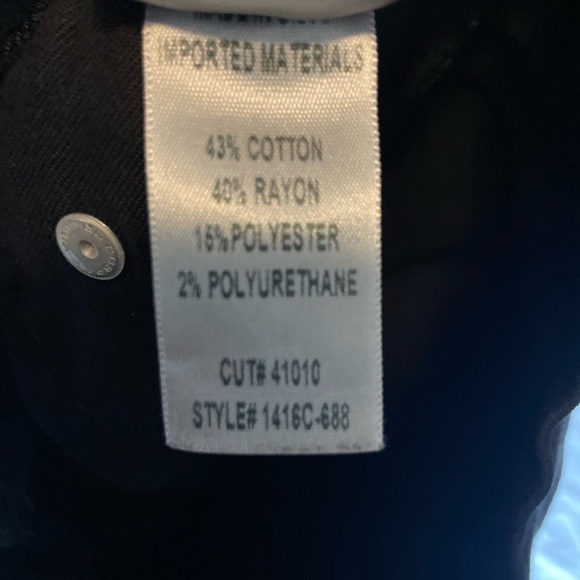 IMPORTED MATERIALS
43% COTTON
40% RAYON
15% POLYESTER
2% POLYURETHANE
CUT# 41010
STYLE# 1416C-688